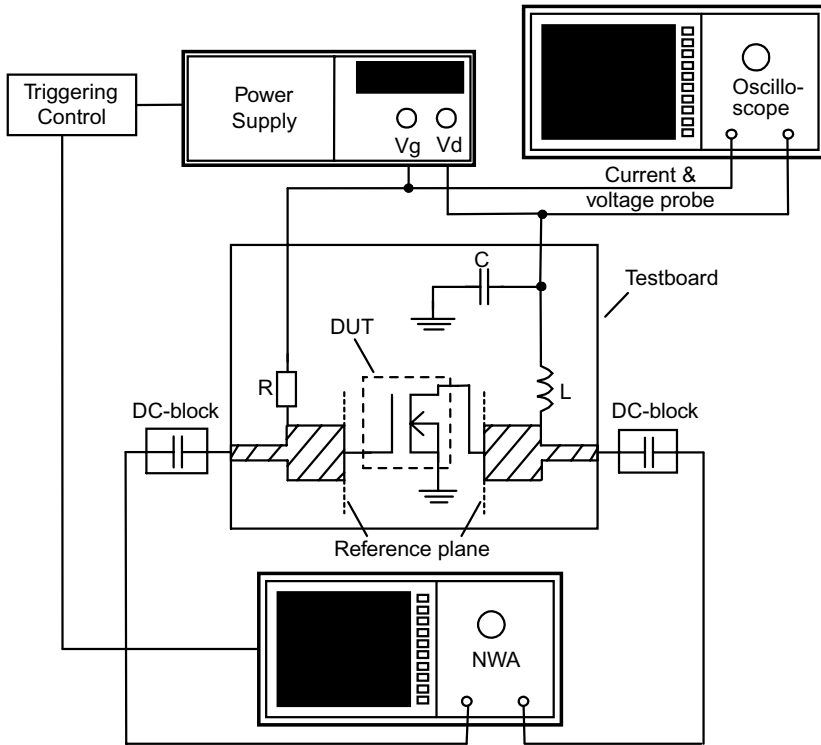 Triggering
Control
Power
Supply
Vg
Vd
Oscillo-
scope
Current &
voltage probe
C
Testboard
DUT
R
L
DC-block
DC-block
Reference plane
NWA